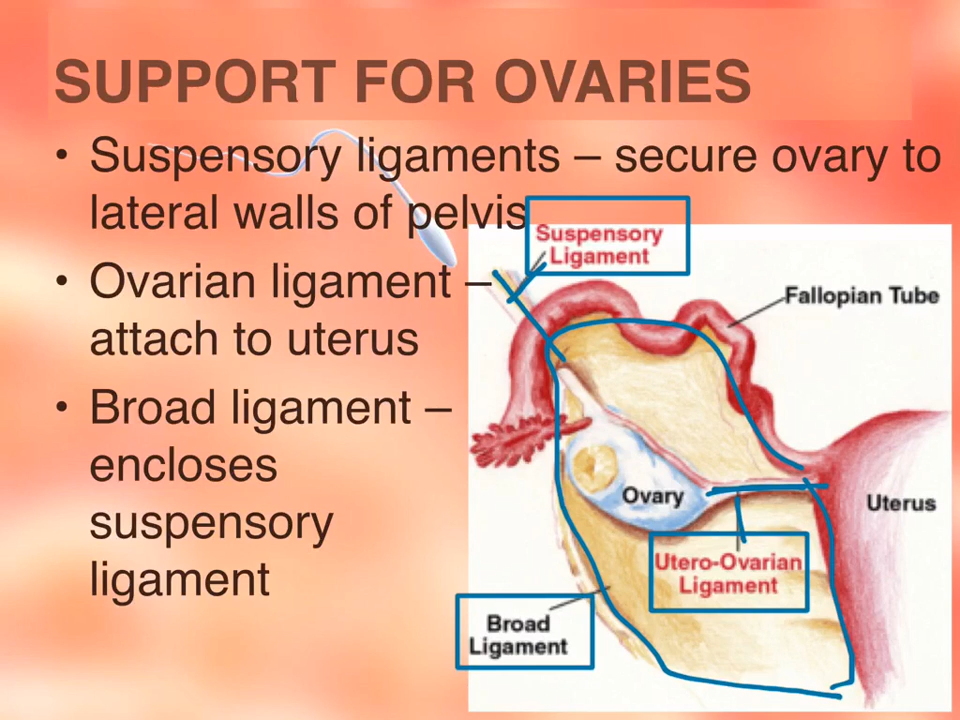 SUPPORT FOR OVARIES
• Suspensory ligaments – secure ovary to
lateral walls of pelvis
• Ovarian ligament –
attach to uterus
• Broad ligament –
encloses
suspensory
ligament
Suspensory
Ligament
Fallopian Tube
Ovary
Uterus
Utero-Ovarian
Ligament
Broad
Ligament